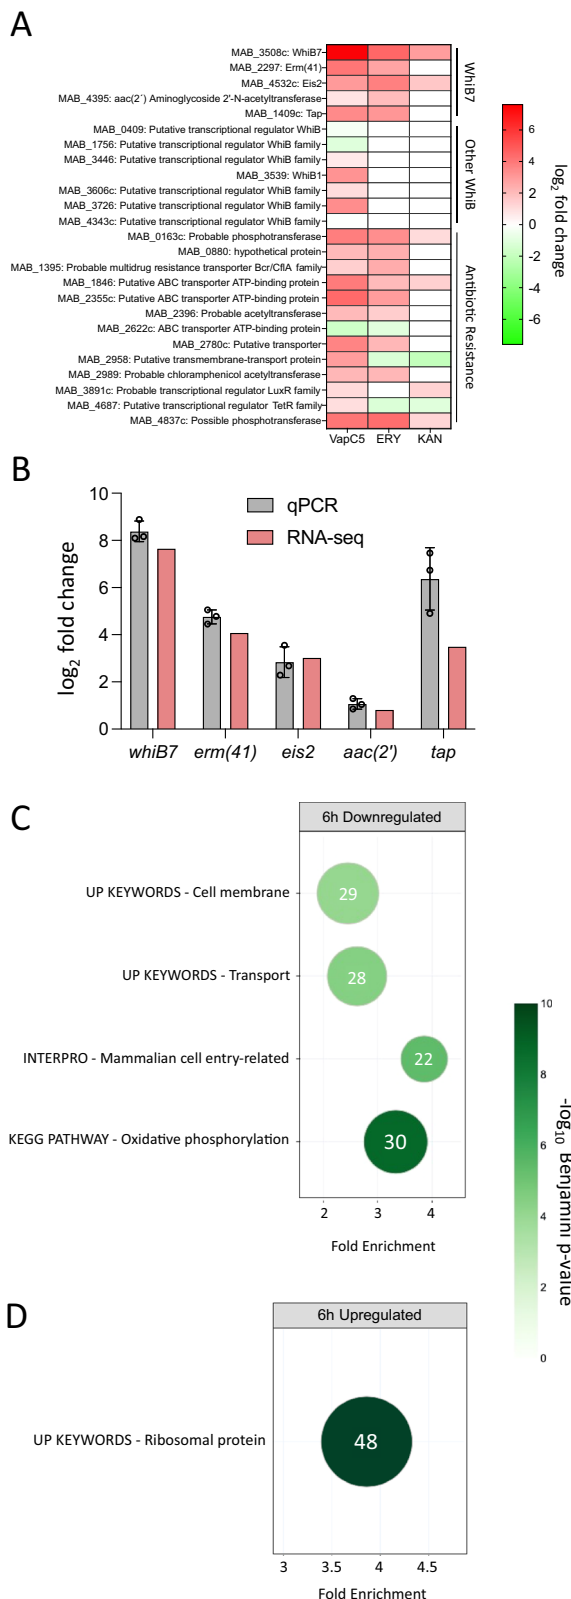 A
MAB_3508c: WhiB7
MAB_2297: Erm(41)
MAB_4532c: Eis2
MAB_4395: aac(2´) Aminoglycoside 2'-N-acetyltransferase
MAB_1409c: Tap
MAB_0409: Putative transcriptional regulator WhiB
MAB_1756: Putative transcriptional regulator WhiB family
MAB_3446: Putative transcriptional regulator WhiB family
MAB_3539: WhiB1
MAB_3606c: Putative transcriptional regulator WhiB family
MAB_3726: Putative transcriptional regulator WhiB family
MAB_4343c: Putative transcriptional regulator WhiB family
MAB_0163c: Probable phosphotransferase
MAB_0880: hypothetical protein
MAB_1395: Probable multidrug resistance transporter Bcr/CflA family
MAB_1846: Putative ABC transporter ATP-binding protein
MAB_2355c: Putative ABC transporter ATP-binding protein
MAB_2396: Probable acetyltransferase
MAB_2622c: ABC transporter ATP-binding protein
MAB_2780c: Putative transporter
MAB_2958: Putative transmembrane-transport protein
MAB_2989: Probable chloramphenicol acetyltransferase
MAB_3891c: Probable transcriptional regulator LuxR family
MAB_4687: Putative transcriptional regulator TetR family
MAB_4837c: Possible phosphotransferase
VapC5 ERY KAN
WhiB7
Other WhiB
Antibiotic Resistance
6
4
2
0
-2
-4
-6
log2 fold change
B
10
8
6
4
2
0
log2 fold change
qPCR
RNA-seq
whiB7 erm(41) eis2 aac(2') tap
C
6h Downregulated
UP KEYWORDS - Cell membrane
29
UP KEYWORDS - Transport
28
INTERPRO - Mammalian cell entry-related
22
KEGG PATHWAY - Oxidative phosphorylation
30
2 3 4
Fold Enrichment
10
8
6
4
2
0
-log10 Benjamini p-value
D
6h Upregulated
UP KEYWORDS - Ribosomal protein
48
3 3.5 4 4.5
Fold Enrichment